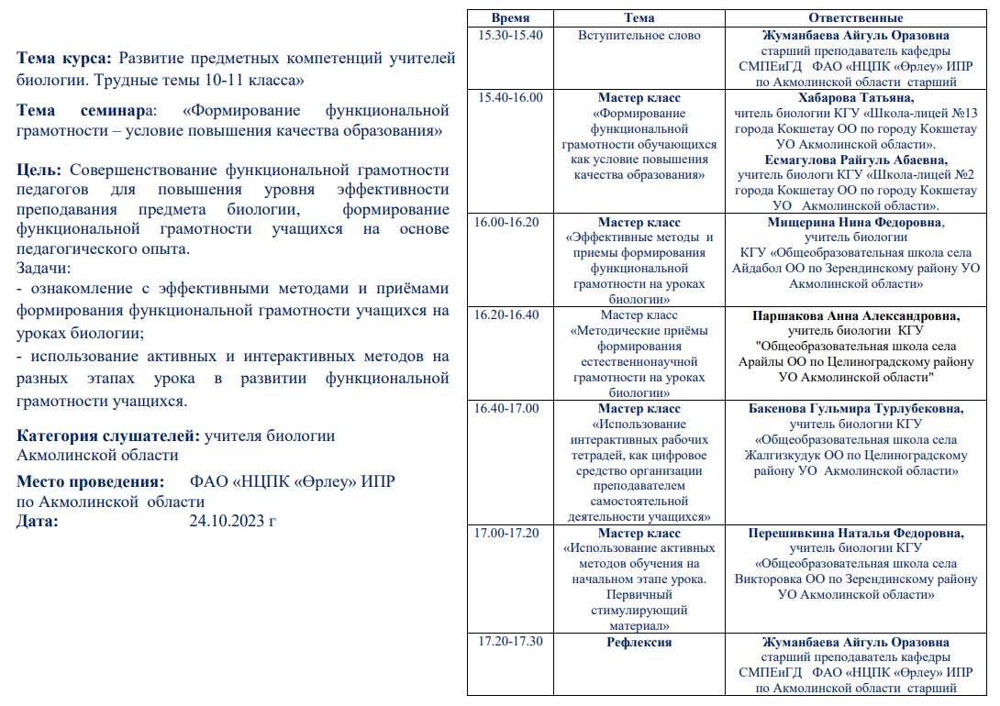 Тема курса: Развитие предметных компетенций учителей
биологии. Трудные темы 10-11 класса»
Тема семинара: «Формирование функциональной
грамотности – условие повышения качества образования»
Цель: Совершенствование функциональной грамотности
педагогов для повышения уровня эффективности
преподавания предмета биологии, формирование
функциональной грамотности учащихся на основе
педагогического опыта.
Задачи:
- ознакомление с эффективными методами и приёмами
формирования функциональной грамотности учащихся на
уроках биологии;
- использование активных и интерактивных методов на
разных этапах урока в развитии функциональной
грамотности учащихся.
Категория слушателей: учителя биологии
Акмолинской области
Место проведения: ФАО «НЦПК «Өрлеу» ИПР
по Акмолинской области
Дата: 24.10.2023 г
Время Тема Ответственные
15.30-15.40 Вступительное слово Жуманбаева Айгуль Оразовна
старший преподаватель кафедры
СМПЕиГД ФАО «НЦПК «Өрлеу» ИПР
по Акмолинской области старший
15.40-16.00 Мастер класс Хабарова Татьяна,
«Формирование читель биологии КГУ «Школа-лицей №13
функциональной города Кокшетау ОО по городу Кокшетау
грамотности обучающихся УО Акмолинской области».
как условие повышения Есмагулова Райгуль Абаевна,
качества образования» учитель биологи КГУ «Школа-лицей №2
города Кокшетау ОО по городу Кокшетау
УО Акмолинской области».
16.00-16.20 Мастер класс Мищерина Нина Федоровна,
«Эффективные методы и учитель биологии
приемы формирования КГУ «Общеобразовательная школа села
функциональной Айдабол ОО по Зерендинскому району УО
грамотности на уроках Акмолинской области»
биологии»
16.20-16.40 Мастер класс Паршакова Анна Александровна,
«Методические приёмы учитель биологии КГУ
формирования "Общеобразовательная школа села
естественнонаучной Арайлы ОО по Целиноградскому району
грамотности на уроках УО Акмолинской области"
биологии»
16.40-17.00 Мастер класс Бакенова Гульмира Турлубековна,
«Использование учитель биологии КГУ
интерактивных рабочих «Общеобразовательная школа села
тетрадей, как цифровое Жалгизкудук ОО по Целиноградскому
средство организации району УО Акмолинской области»
преподавателем
самостоятельной
деятельности учащихся»
17.00-17.20 Мастер класс Перешивкина Наталья Федоровна,
«Использование активных учитель биологии КГУ
методов обучения на «Общеобразовательная школа села
начальном этапе урока. Викторовка ОО по Зерендинскому району
Первичный УО Акмолинской области»
стимулирующий
материал»
17.20-17.30 Рефлексия Жуманбаева Айгуль Оразовна
старший преподаватель кафедры
СМПЕиГД ФАО «НЦПК «Өрлеу» ИПР
по Акмолинской области старший